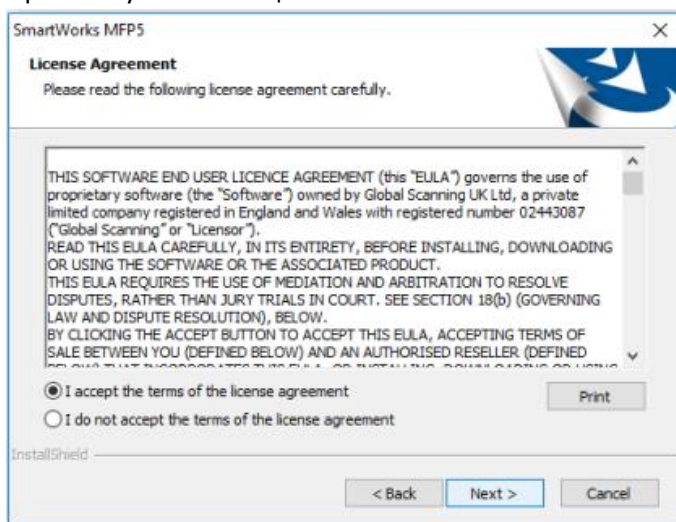 SmartWorks MFP5
License Agreement
Please read the following license agreement carefully.
THIS SOFTWARE END USER LICENCE AGREEMENT (this "EULA") governs the use of
proprietary software (the "Software") owned by Global Scanning UK Ltd, a private
limited company registered in England and Wales with registered number 02443087
("Global Scanning" or "Licensor").
READ THIS EULA CAREFULLY, IN ITS ENTIRETY, BEFORE INSTALLING, DOWNLOADING
OR USING THE SOFTWARE OR THE ASSOCIATED PRODUCT.
THIS EULA REQUIRES THE USE OF MEDIATION AND ARBITRATION TO RESOLVE
DISPUTES, RATHER THAN JURY TRIALS IN COURT. SEE SECTION 18(b) (GOVERNING
LAW AND DISPUTE RESOLUTION), BELOW.
BY CLICKING THE ACCEPT BUTTON TO ACCEPT THIS EULA, ACCEPTING TERMS OF
SALE BETWEEN YOU (DEFINED BELOW) AND AN AUTHORISED RESELLER (DEFINED
I accept the terms of the license agreement
Print
I do not accept the terms of the license agreement
InstallShield
< Back
Next >
Cancel